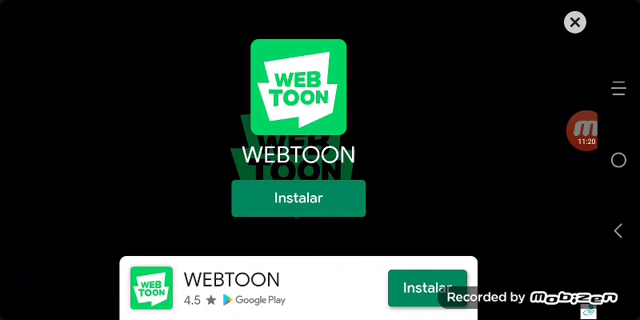 WEB
TOON
WEBTOON
Instalar
11:20
WEB
TOON
WEBTOON
4.5
Google Play
Instalar
Recorded by
MOBIZEN